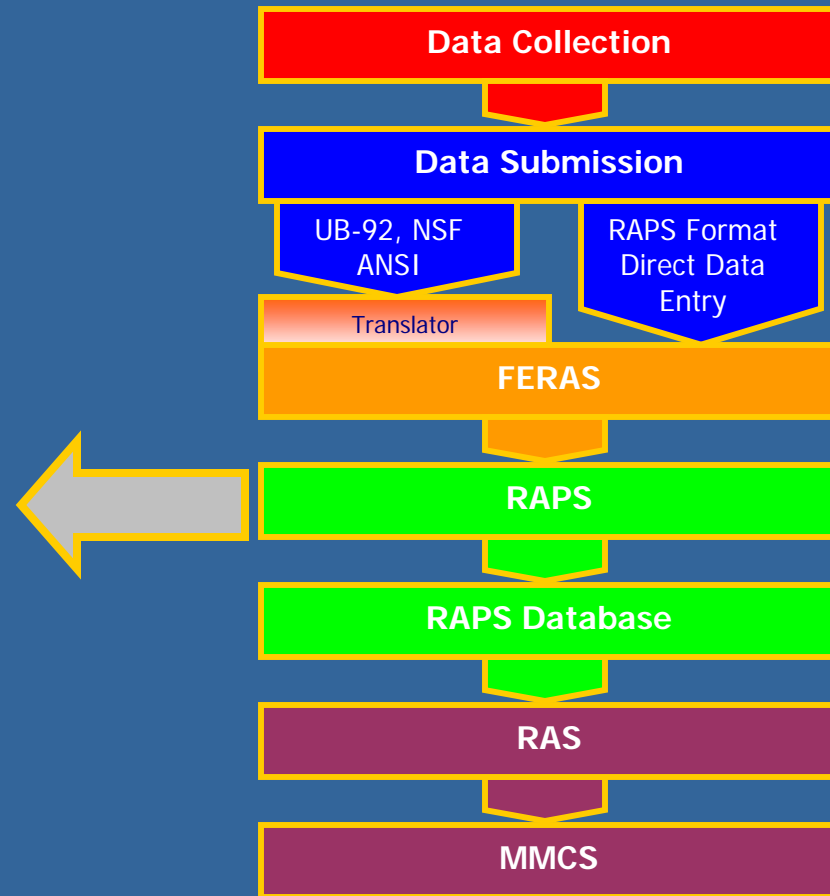 Data Collection
Data Submission
UB-92, NSF
ANSI
RAPS Format
Direct Data
Entry
Translator
FERAS
RAPS
RAPS Database
RAS
MMCS